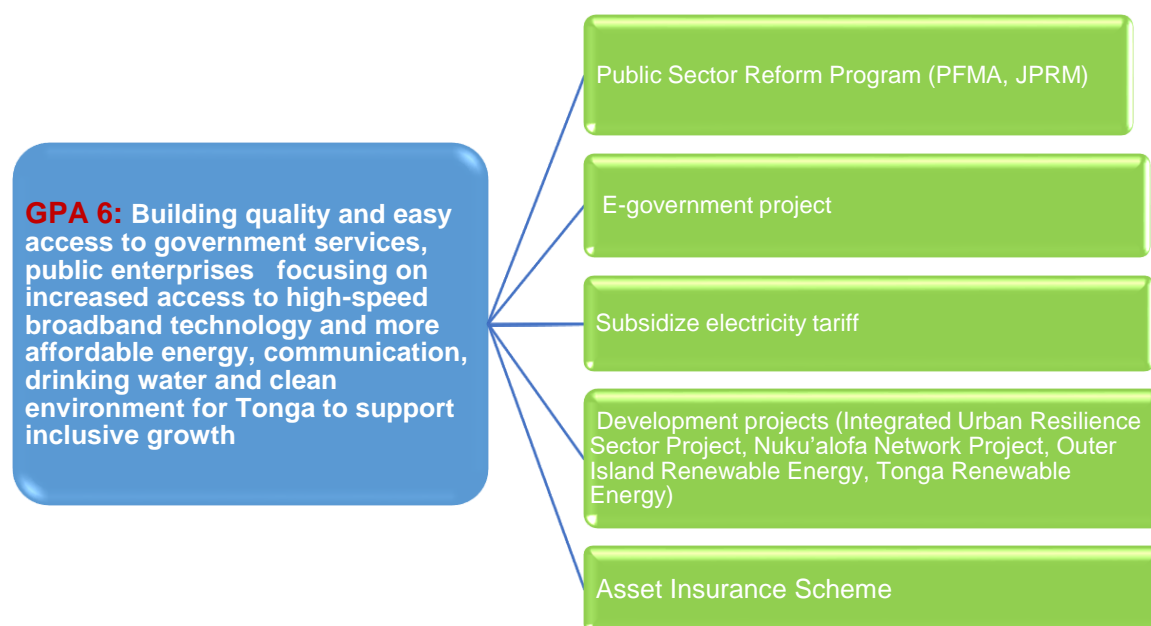 GPA 6: Building quality and easy
access to government services,
public enterprises focusing on
increased access to high-speed
broadband technology and more
affordable energy, communication,
drinking water and clean
environment for Tonga to support
inclusive growth
Public Sector Reform Program (PFMA, JPRM)
E-government project
Subsidize electricity tariff
Development projects (Integrated Urban Resilience
Sector Project, Nuku’alofa Network Project, Outer
Island Renewable Energy, Tonga Renewable
Energy)
Asset Insurance Scheme